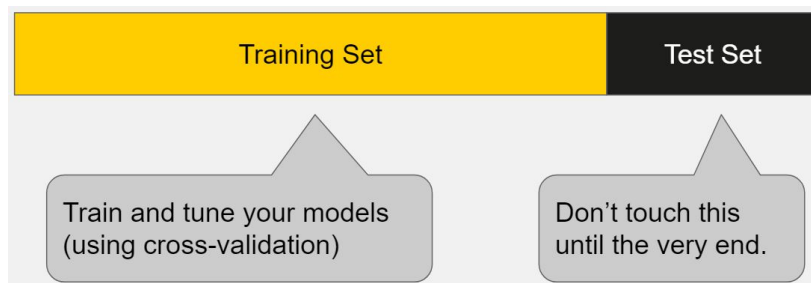 Training Set
Test Set
Train and tune your models
(using cross-validation)
Don’t touch this
until the very end.